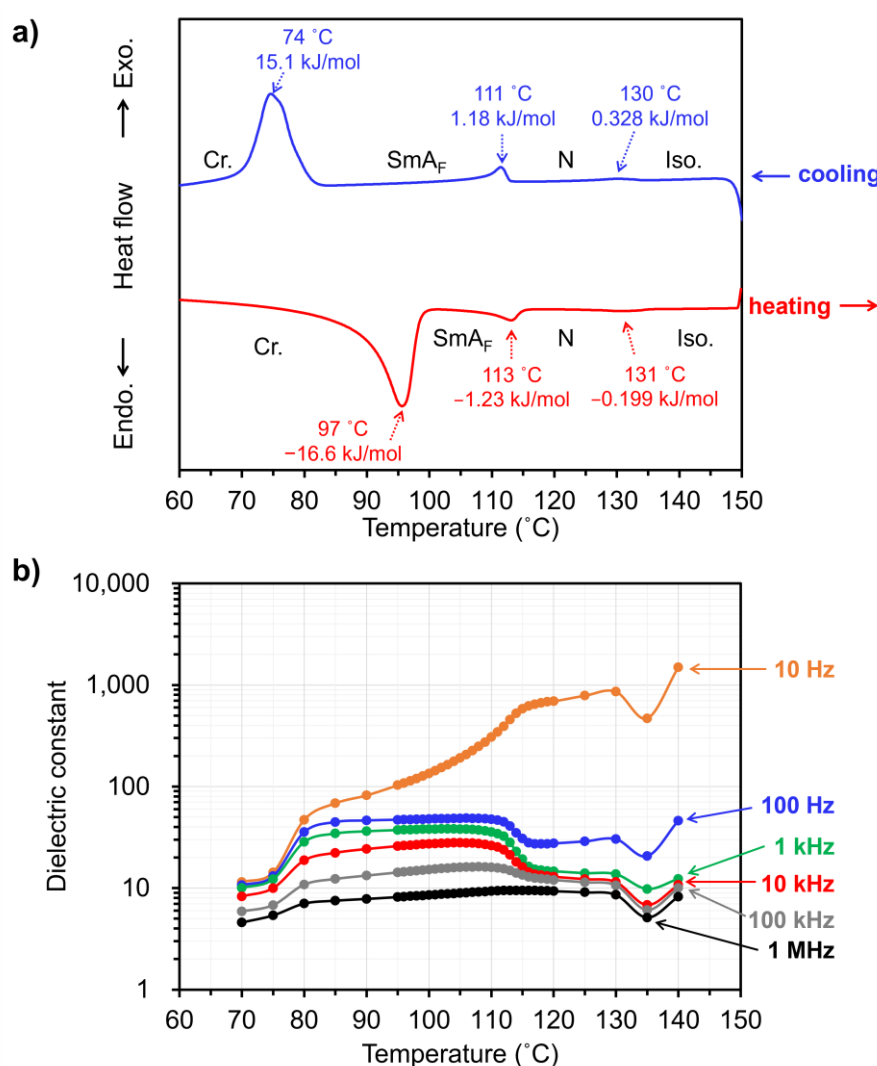 a)
Exo.
Heat flow
Endo.
74 ˚C
15.1 kJ/mol
111 ˚C
1.18 kJ/mol
130 ˚C
0.328 kJ/mol
Cr.
SmA_F
N
Iso.
cooling
heating
Cr.
SmA_F
N
Iso.
97 ˚C
−16.6 kJ/mol
113 ˚C
−1.23 kJ/mol
131 ˚C
−0.199 kJ/mol
60 70 80 90 100 110 120 130 140 150
Temperature (˚C)
b)
Dielectric constant
10,000
1,000
100
10
1
10 Hz
100 Hz
1 kHz
10 kHz
100 kHz
1 MHz
60 70 80 90 100 110 120 130 140 150
Temperature (˚C)